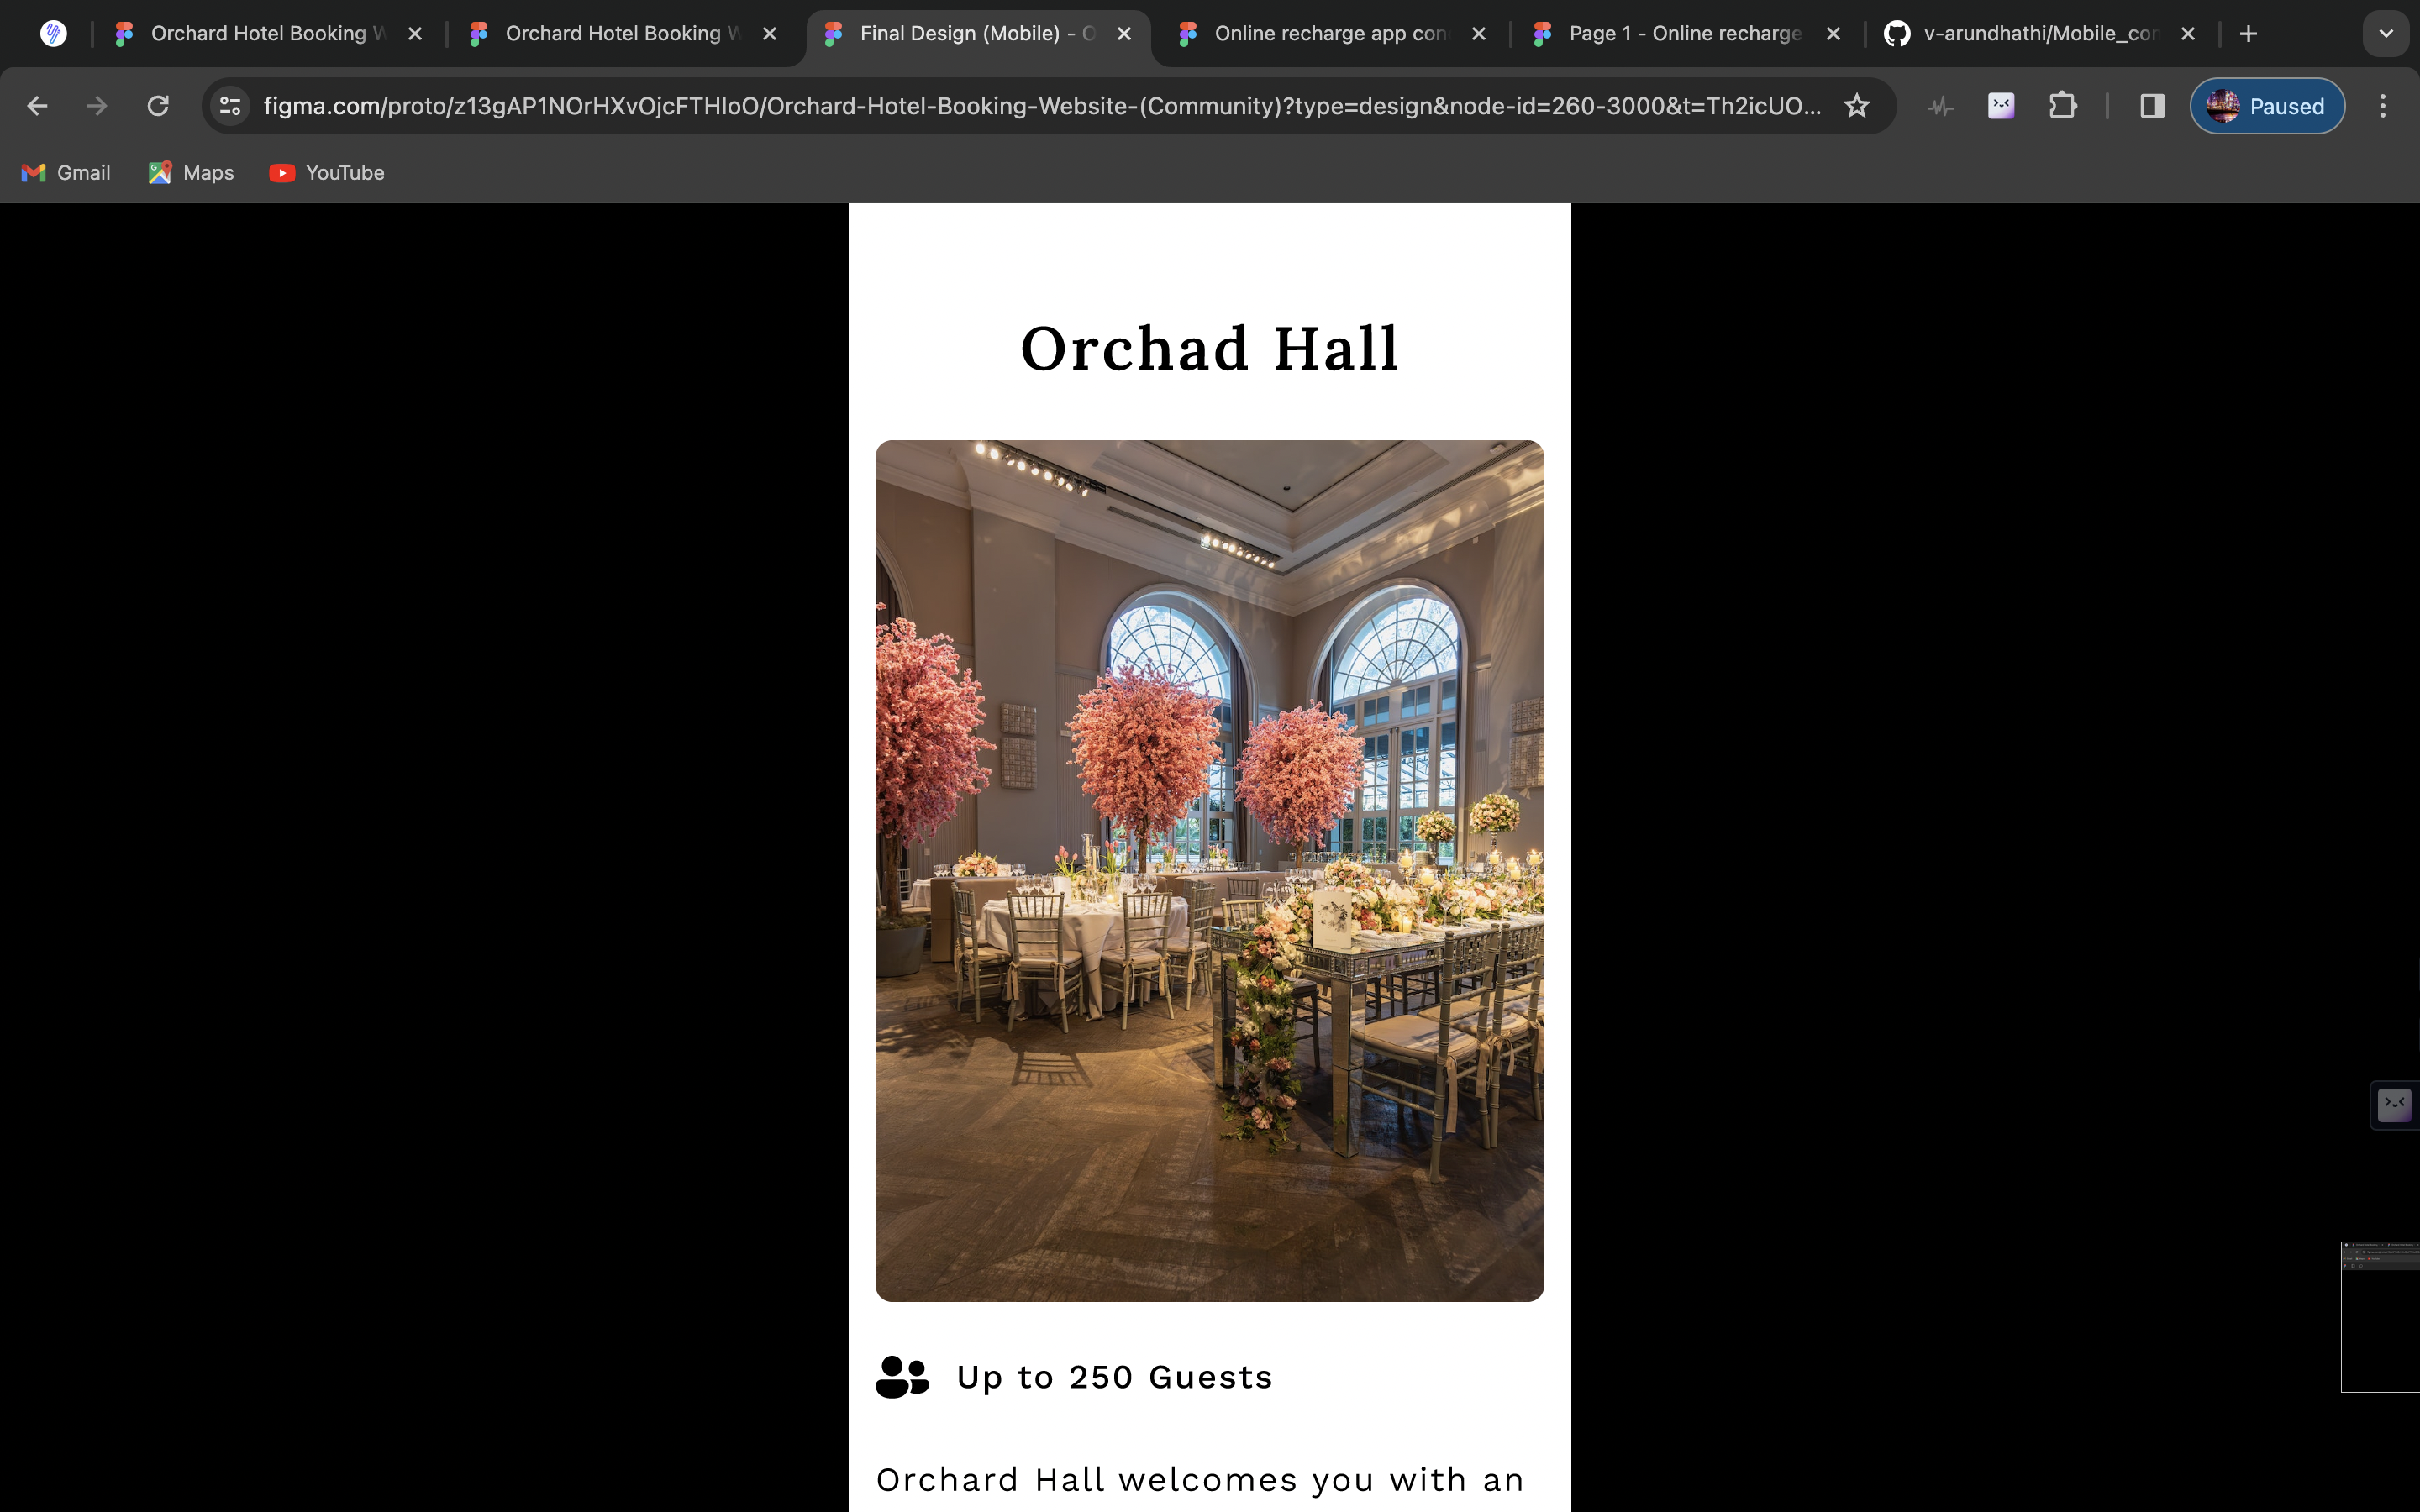 Orchard Hotel Booking W
Orchard Hotel Booking W
Final Design (Mobile) - O
Online recharge app con
Page 1 - Online recharge
v-arundhathi/Mobile_con
figma.com/proto/z13gAP1NOrHXvOjcFTHIoO/Orchard-Hotel-Booking-Website-(Community)?type=design&node-id=260-3000&t=Th2icUO...
Paused
Gmail
Maps
YouTube
Orchad Hall
Up to 250 Guests
Orchard Hall welcomes you with an